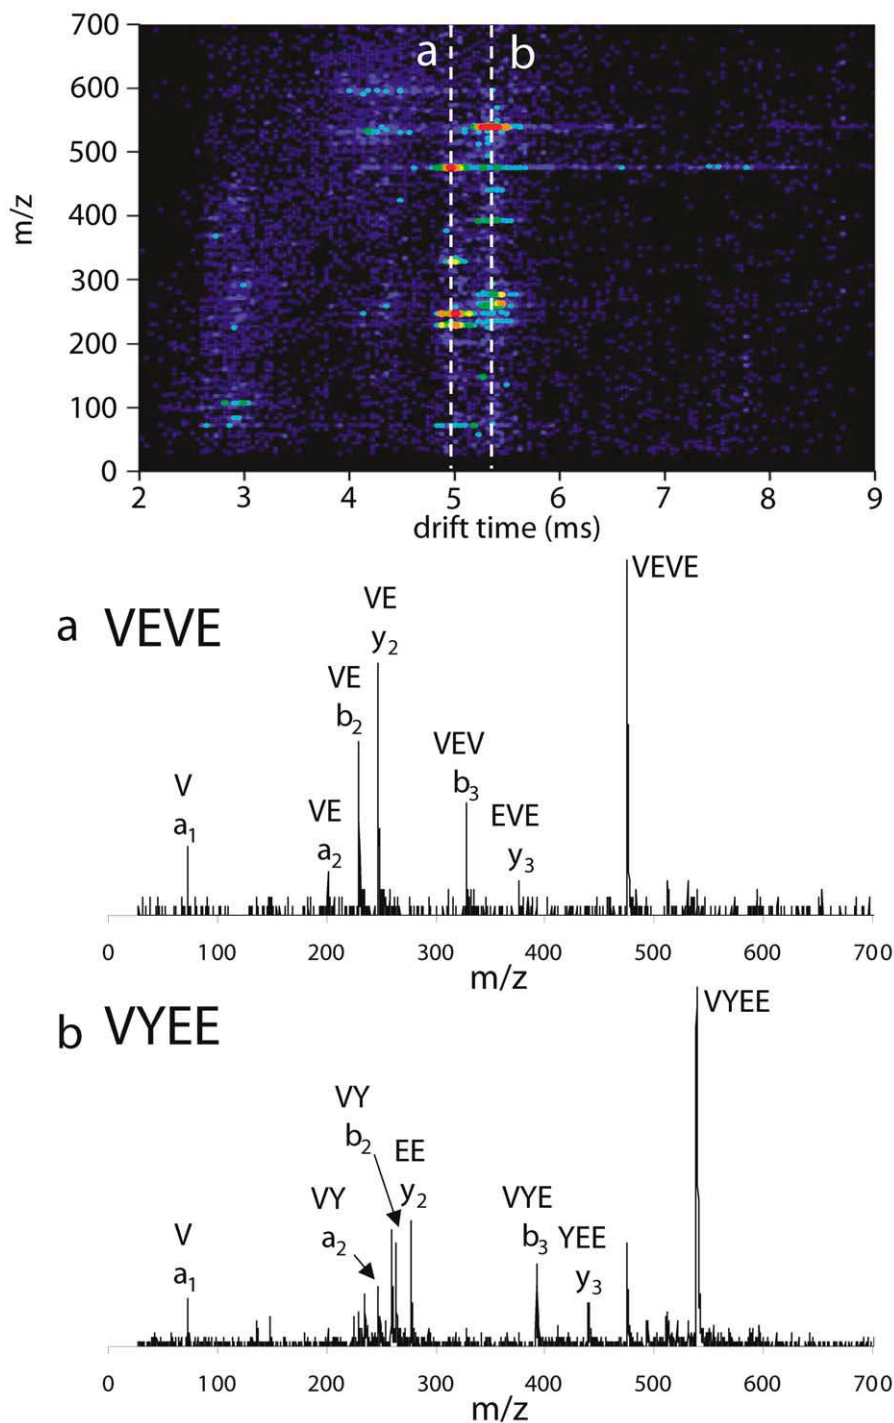 700
600
500
400
300
200
100
0
m/z
a b
2 3 4 5 6 7 8 9
drift time (ms)
a VEVE
VEVE
VE
y2
VE
b2
VEV
b3
V
a1
VE
a2
EVE
y3
0 100 200 300 400 500 600 700
m/z
b VYEE
VYEE
VY
b2
EE
y2
VY
a2
VYE
b3
YEE
y3
V
a1
0 100 200 300 400 500 600 700
m/z